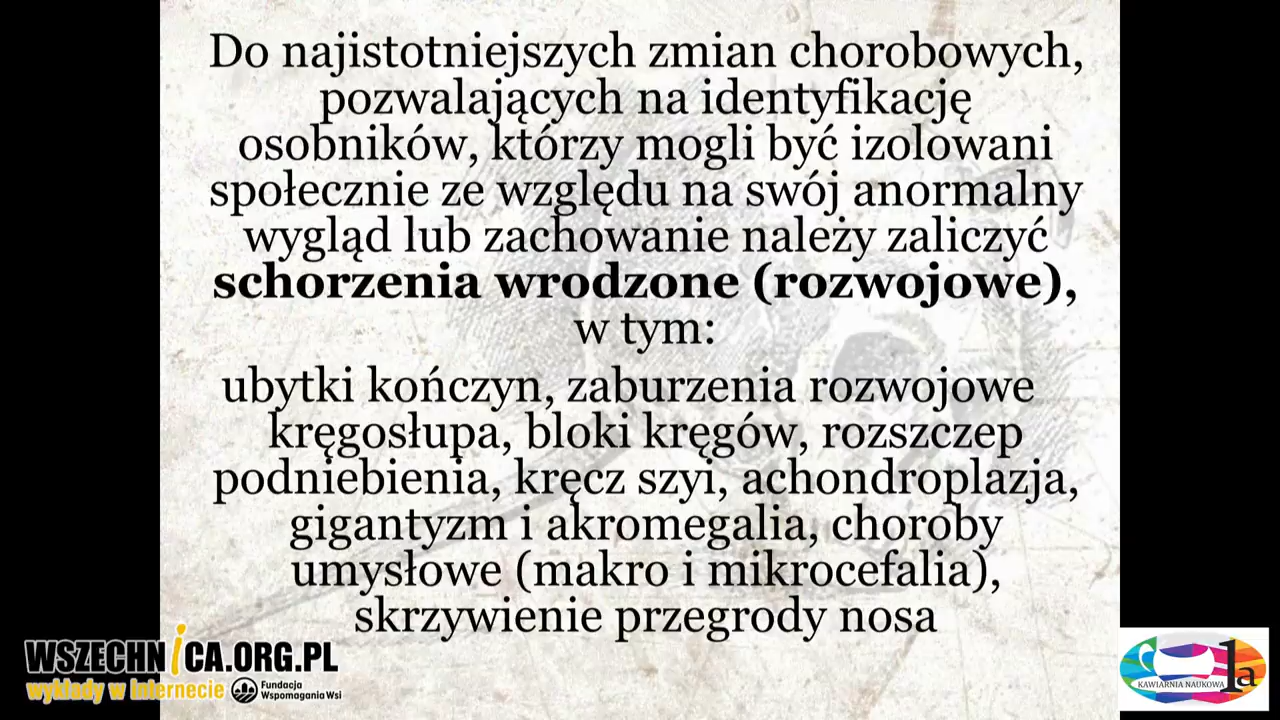 Do najistotniejszych zmian chorobowych,
pozwalających na identyfikację
osobników, którzy mogli być izolowani
społecznie ze względu na swój anormalny
wygląd lub zachowanie należy zaliczyć
schorzenia wrodzone (rozwojowe),
w tym:
ubytki kończyn, zaburzenia rozwojowe
kręgosłupa, bloki kręgów, rozszczep
podniebienia, kręcz szyi, achondroplazja,
gigantyzm i akromegalia, choroby
umysłowe (makro i mikrocefalia),
skrzywienie przegrody nosa
WSZECHNiCA.ORG.PL
wykłady w Internecie
Fundacja
Wspomagania Wsi
KAWIARNIA NAUKOWA
1a